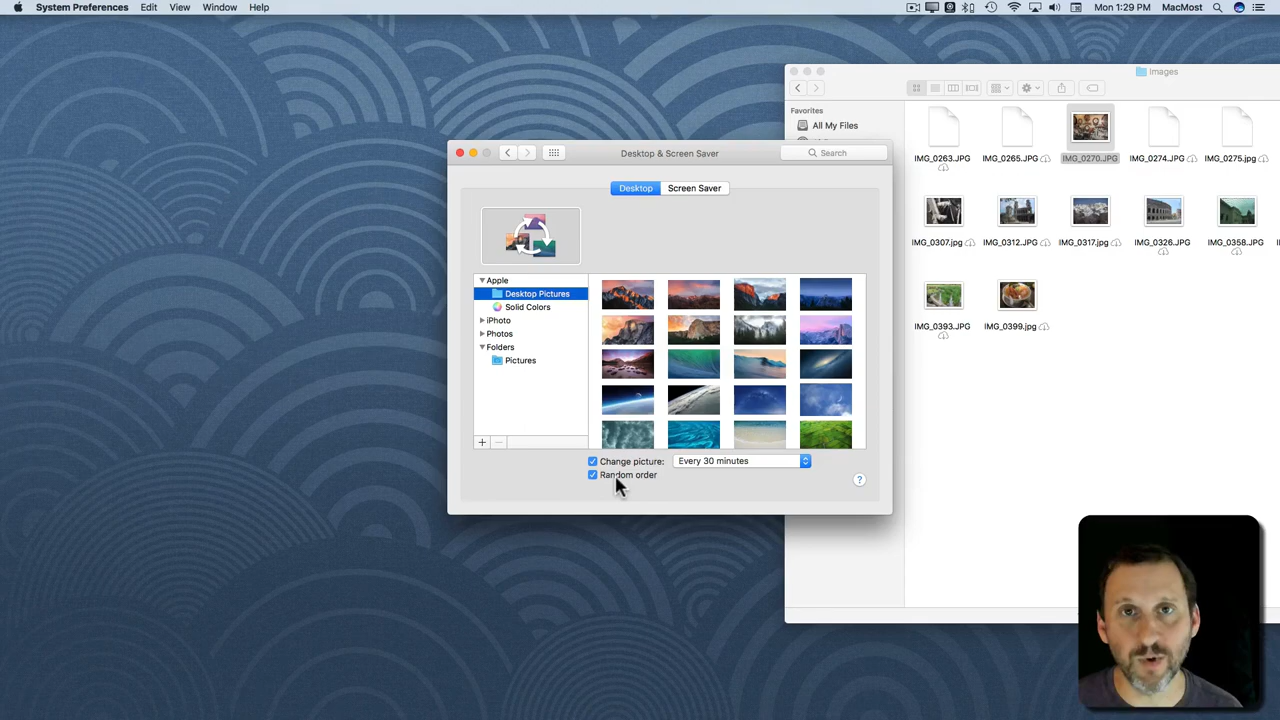 System Preferences Edit View Window Help Mon 1:29 PM MacMost
Images
Favorites
All My Files
IMG_0263.JPG IMG_0265.JPG IMG_0270.JPG IMG_0274.JPG IMG_0275.jpg
IMG_0307.jpg IMG_0312.JPG IMG_0317.jpg IMG_0326.JPG IMG_0358.JPG
IMG_0393.JPG IMG_0399.jpg
Desktop & Screen Saver Search
Desktop Screen Saver
Apple
Desktop Pictures
Solid Colors
iPhoto
Photos
Folders
Pictures
Change picture: Every 30 minutes
Random order
?